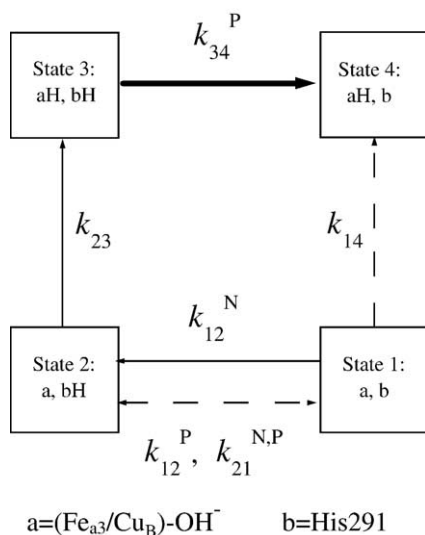 State 3:
aH, bH
k₃₄ᴾ
State 4:
aH, b
k₂₃
k₁₄
k₁₂ᴺ
State 2:
a, bH
State 1:
a, b
k₁₂ᴾ, k₂₁ᴺ,ᴾ
a=(Feₐ₃/Cu_B)-OH⁻ b=His291